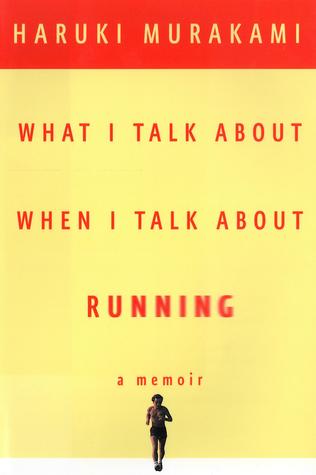 HARUKI MURAKAMI
WHAT I TALK ABOUT
WHEN I TALK ABOUT
RUNNING
a memoir